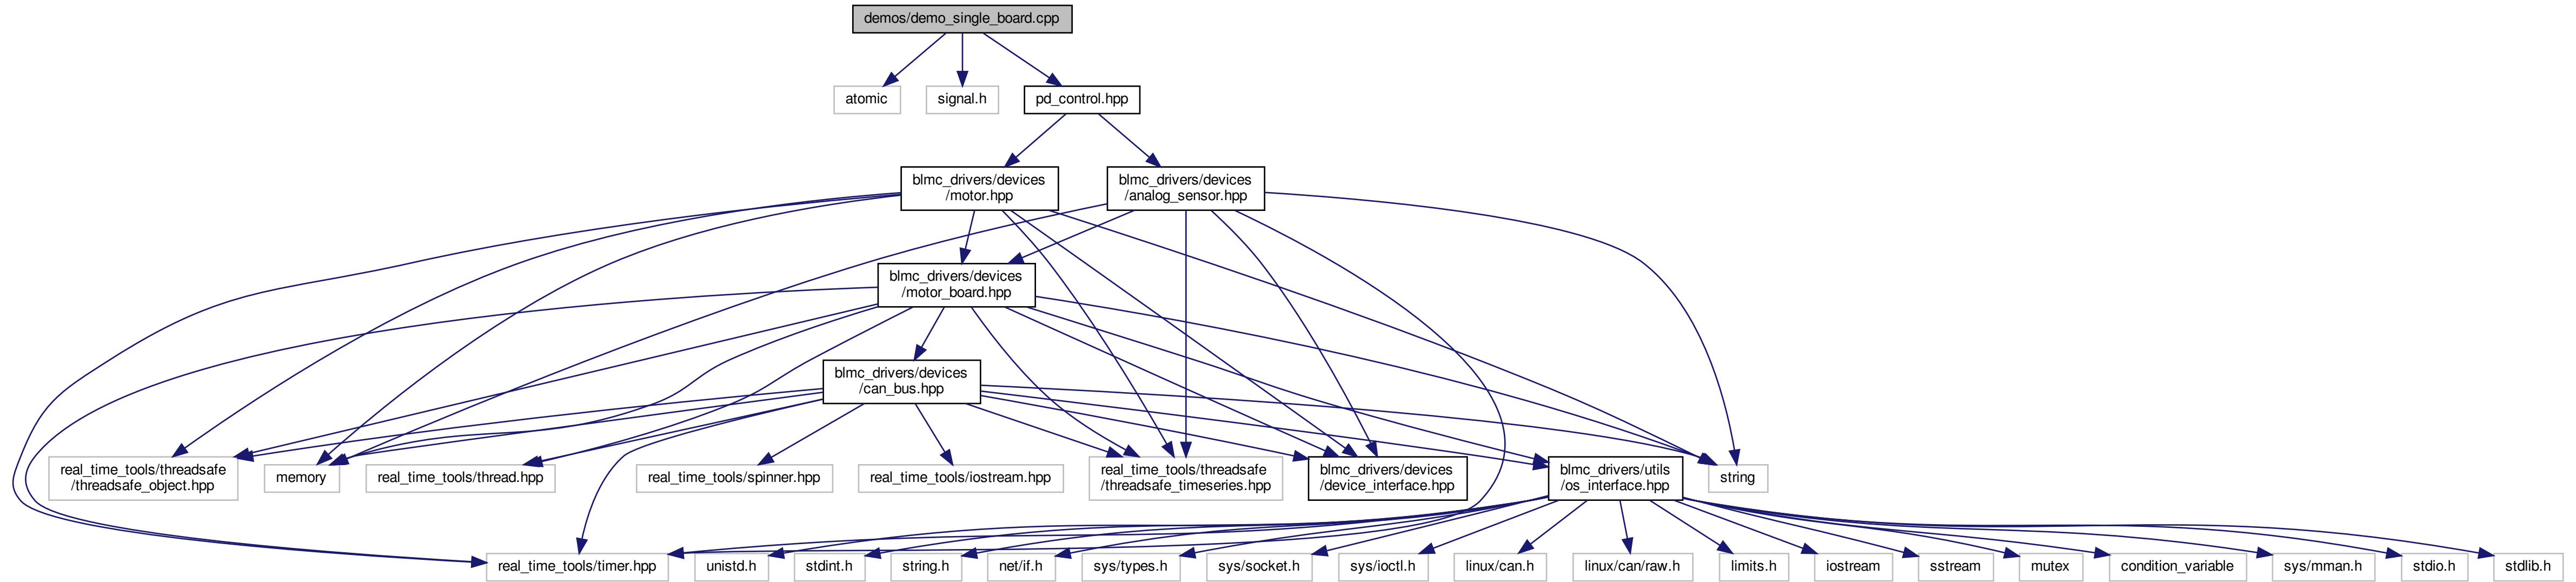 demos/demo_single_board.cpp
atomic
signal.h
pd_control.hpp
blmc_drivers/devices
/motor.hpp
blmc_drivers/devices
/analog_sensor.hpp
blmc_drivers/devices
/motor_board.hpp
blmc_drivers/devices
/can_bus.hpp
real_time_tools/threadsafe
/threadsafe_object.hpp
memory
real_time_tools/thread.hpp
real_time_tools/spinner.hpp
real_time_tools/iostream.hpp
real_time_tools/threadsafe
/threadsafe_timeseries.hpp
blmc_drivers/devices
/device_interface.hpp
blmc_drivers/utils
/os_interface.hpp
string
real_time_tools/timer.hpp
unistd.h
stdint.h
string.h
net/if.h
sys/types.h
sys/socket.h
sys/ioctl.h
linux/can.h
linux/can/raw.h
limits.h
iostream
sstream
mutex
condition_variable
sys/mman.h
stdio.h
stdlib.h